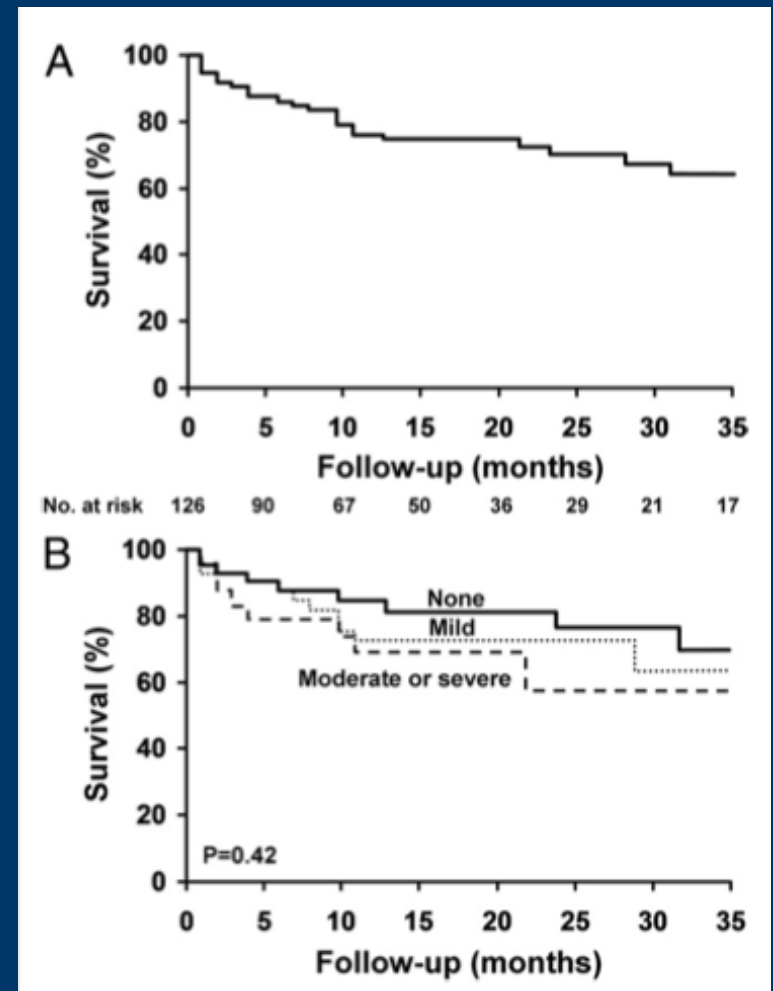 A
Survival (%)
100
80
60
40
20
0
0 5 10 15 20 25 30 35
Follow-up (months)
No. at risk 126 90 67 50 36 29 21 17
B
Survival (%)
100
80
60
40
20
0
None
Mild
Moderate or severe
P=0.42
0 5 10 15 20 25 30 35
Follow-up (months)